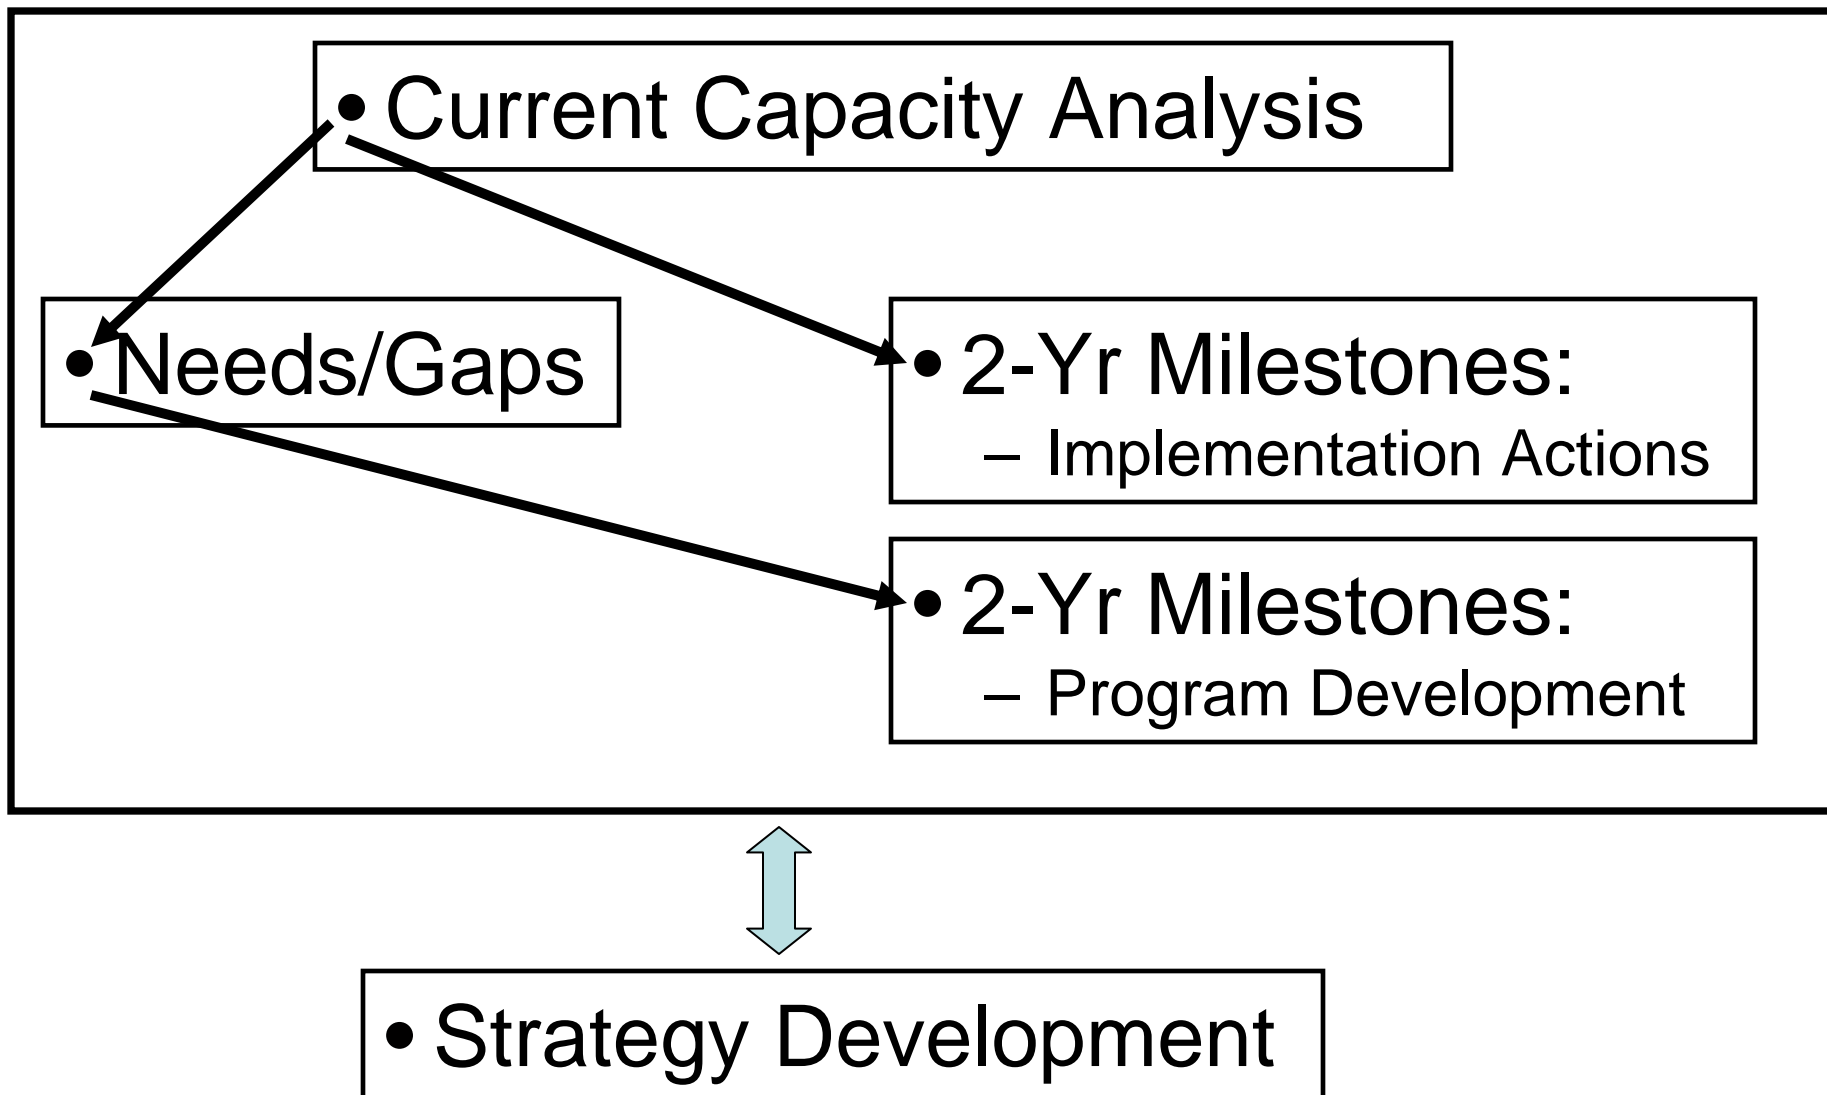 • Current Capacity Analysis
• Needs/Gaps
• 2-Yr Milestones:
– Implementation Actions
• 2-Yr Milestones:
– Program Development
• Strategy Development